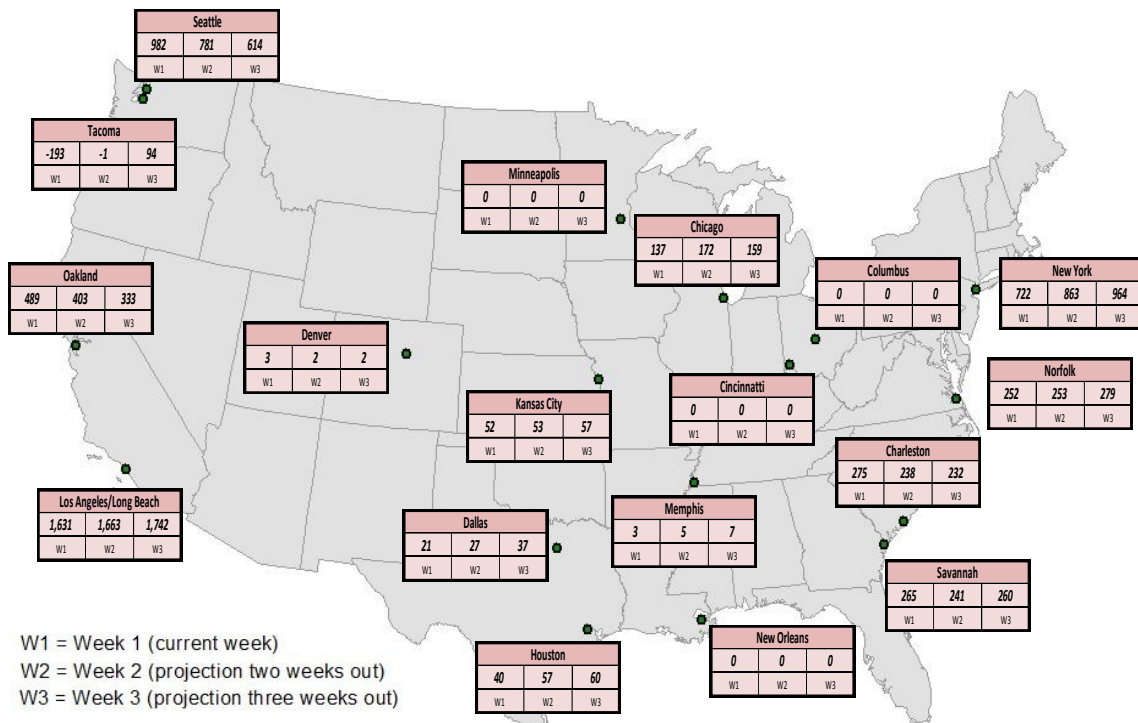 Seattle
982 781 614
W1 W2 W3
Tacoma
-193 -1 94
W1 W2 W3
Minneapolis
0 0 0
W1 W2 W3
Chicago
137 172 159
W1 W2 W3
Oakland
489 403 333
W1 W2 W3
Columbus
0 0 0
W1 W2 W3
New York
722 863 964
W1 W2 W3
Denver
3 2 2
W1 W2 W3
Cincinnatti
0 0 0
W1 W2 W3
Norfolk
252 253 279
W1 W2 W3
Kansas City
52 53 57
W1 W2 W3
Charleston
275 238 232
W1 W2 W3
Los Angeles/Long Beach
1,631 1,663 1,742
W1 W2 W3
Dallas
21 27 37
W1 W2 W3
Memphis
3 5 7
W1 W2 W3
Savannah
265 241 260
W1 W2 W3
New Orleans
0 0 0
W1 W2 W3
Houston
40 57 60
W1 W2 W3
W1 = Week 1 (current week)
W2 = Week 2 (projection two weeks out)
W3 = Week 3 (projection three weeks out)